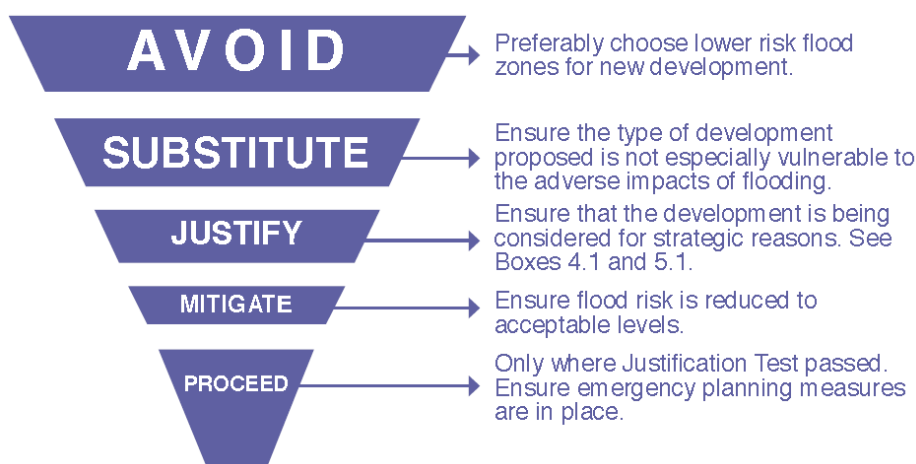 AVOID
Preferably choose lower risk flood
zones for new development.
SUBSTITUTE
Ensure the type of development
proposed is not especially vulnerable to
the adverse impacts of flooding.
JUSTIFY
Ensure that the development is being
considered for strategic reasons. See
Boxes 4.1 and 5.1.
MITIGATE
Ensure flood risk is reduced to
acceptable levels.
PROCEED
Only where Justification Test passed.
Ensure emergency planning measures
are in place.